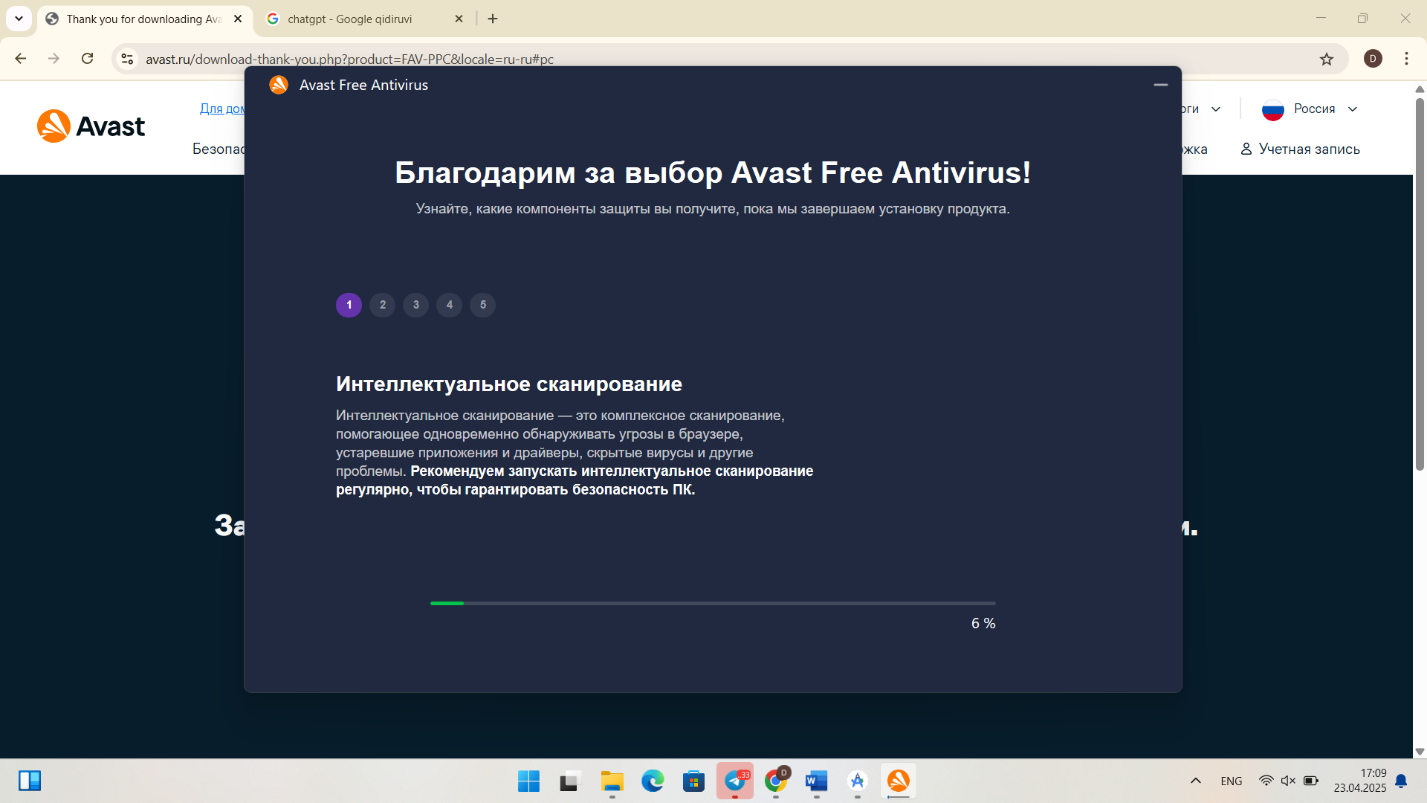 Thank you for downloading Ava
chatgpt - Google qidiruvi
avast.ru/download-thank-you.php?product=FAV-PPC&locale=ru-ru#pc
D
Avast Free Antivirus
Avast
Для дом
Россия
Безопас
Учетная запись
Благодарим за выбор Avast Free Antivirus!
Узнайте, какие компоненты защиты вы получите, пока мы завершаем установку продукта.
1 2 3 4 5
Интеллектуальное сканирование
Интеллектуальное сканирование — это комплексное сканирование,
помогающее одновременно обнаруживать угрозы в браузере,
устаревшие приложения и драйверы, скрытые вирусы и другие
проблемы. Рекомендуем запускать интеллектуальное сканирование
регулярно, чтобы гарантировать безопасность ПК.
За
6 %
33
D
ENG
17:09
23.04.2025